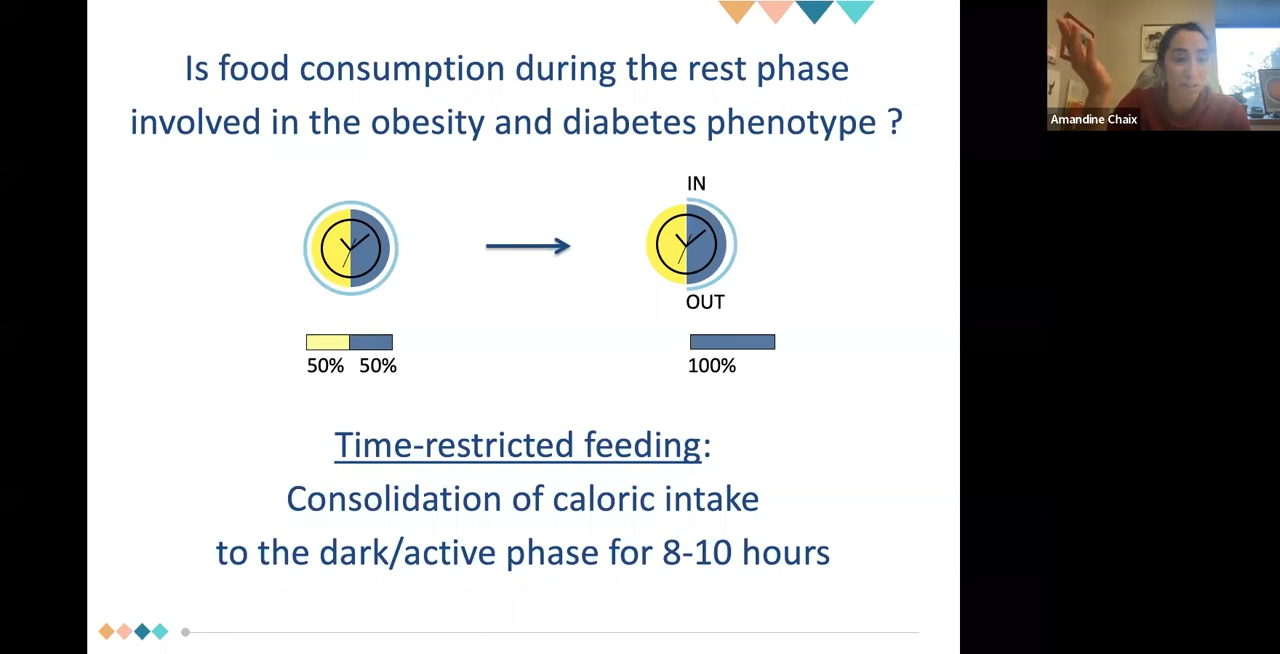 Is food consumption during the rest phase
involved in the obesity and diabetes phenotype ?
IN
OUT
50% 50%
100%
Time-restricted feeding:
Consolidation of caloric intake
to the dark/active phase for 8-10 hours
Amandine Chaix